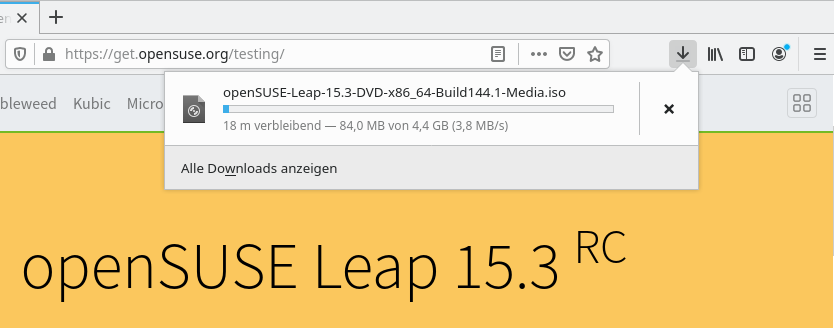 https://get.opensuse.org/testing/
bleweed Kubic Micro
openSUSE-Leap-15.3-DVD-x86_64-Build144.1-Media.iso
18 m verbleibend — 84,0 MB von 4,4 GB (3,8 MB/s)
Alle Downloads anzeigen
openSUSE Leap 15.3 RC